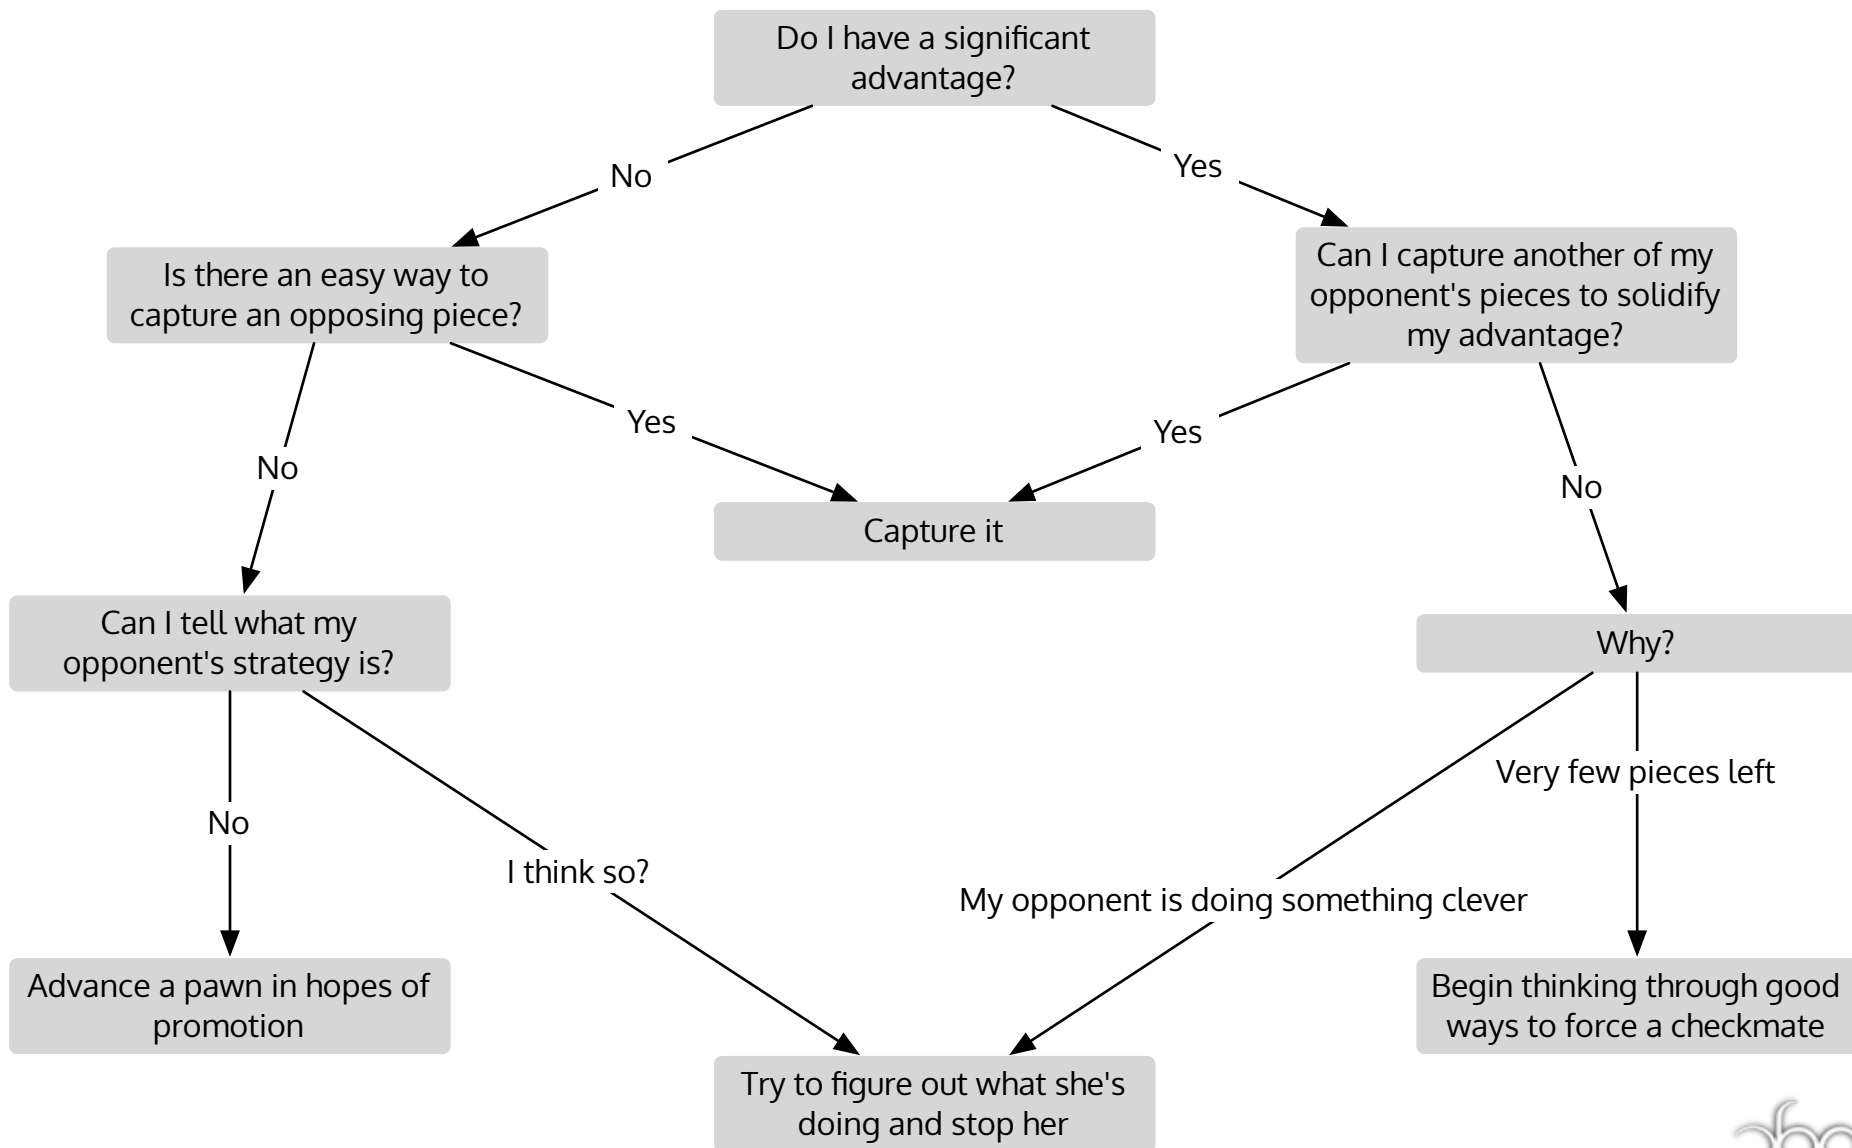 Do I have a significant
advantage?
No
Yes
Is there an easy way to
capture an opposing piece?
Can I capture another of my
opponent's pieces to solidify
my advantage?
Yes
Yes
No
No
Capture it
Can I tell what my
opponent's strategy is?
Why?
Very few pieces left
No
I think so?
My opponent is doing something clever
Advance a pawn in hopes of
promotion
Begin thinking through good
ways to force a checkmate
Try to figure out what she's
doing and stop her